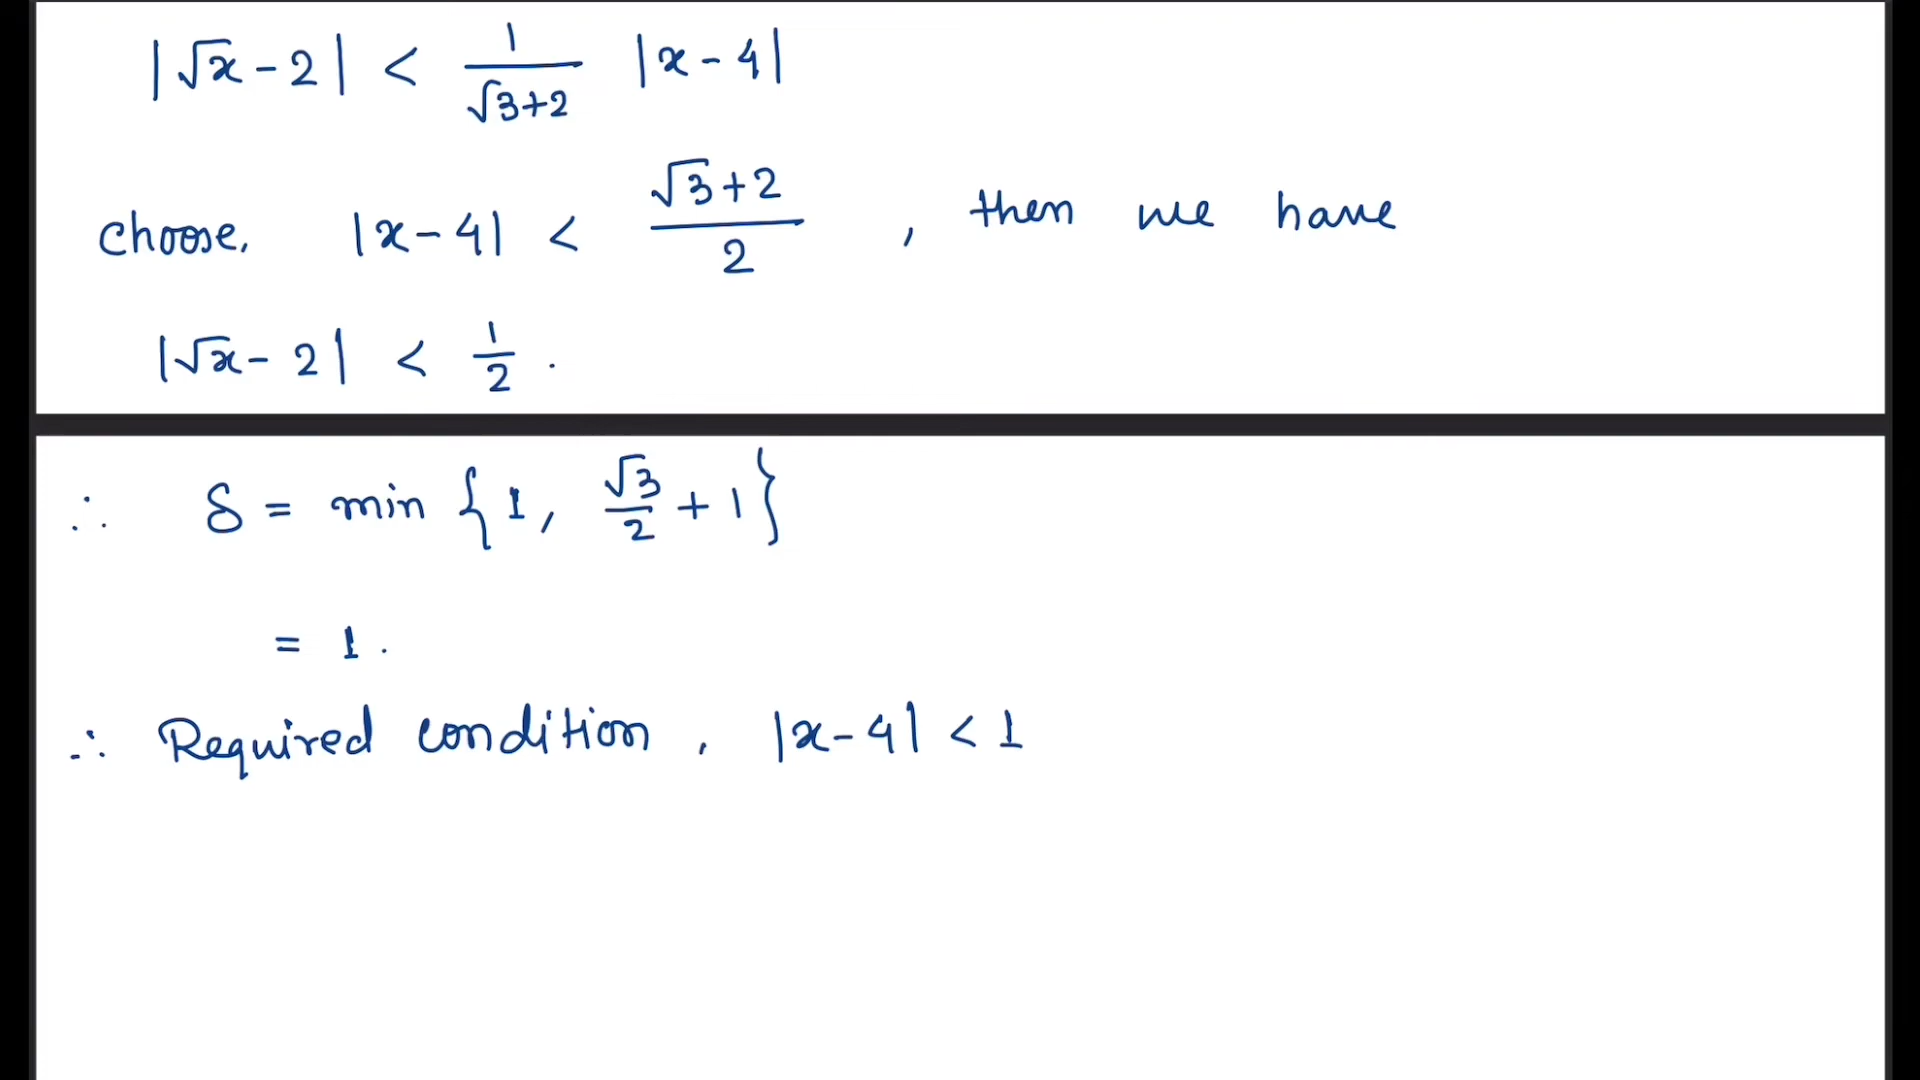 |√x - 2| < 1/(√3+2) |x - 4|
choose, |x - 4| < (√3+2)/2 , then we have
|√x - 2| < 1/2 .
∴ δ = min {1, √3/2 + 1}
= 1.
∴ Required condition, |x - 4| < 1